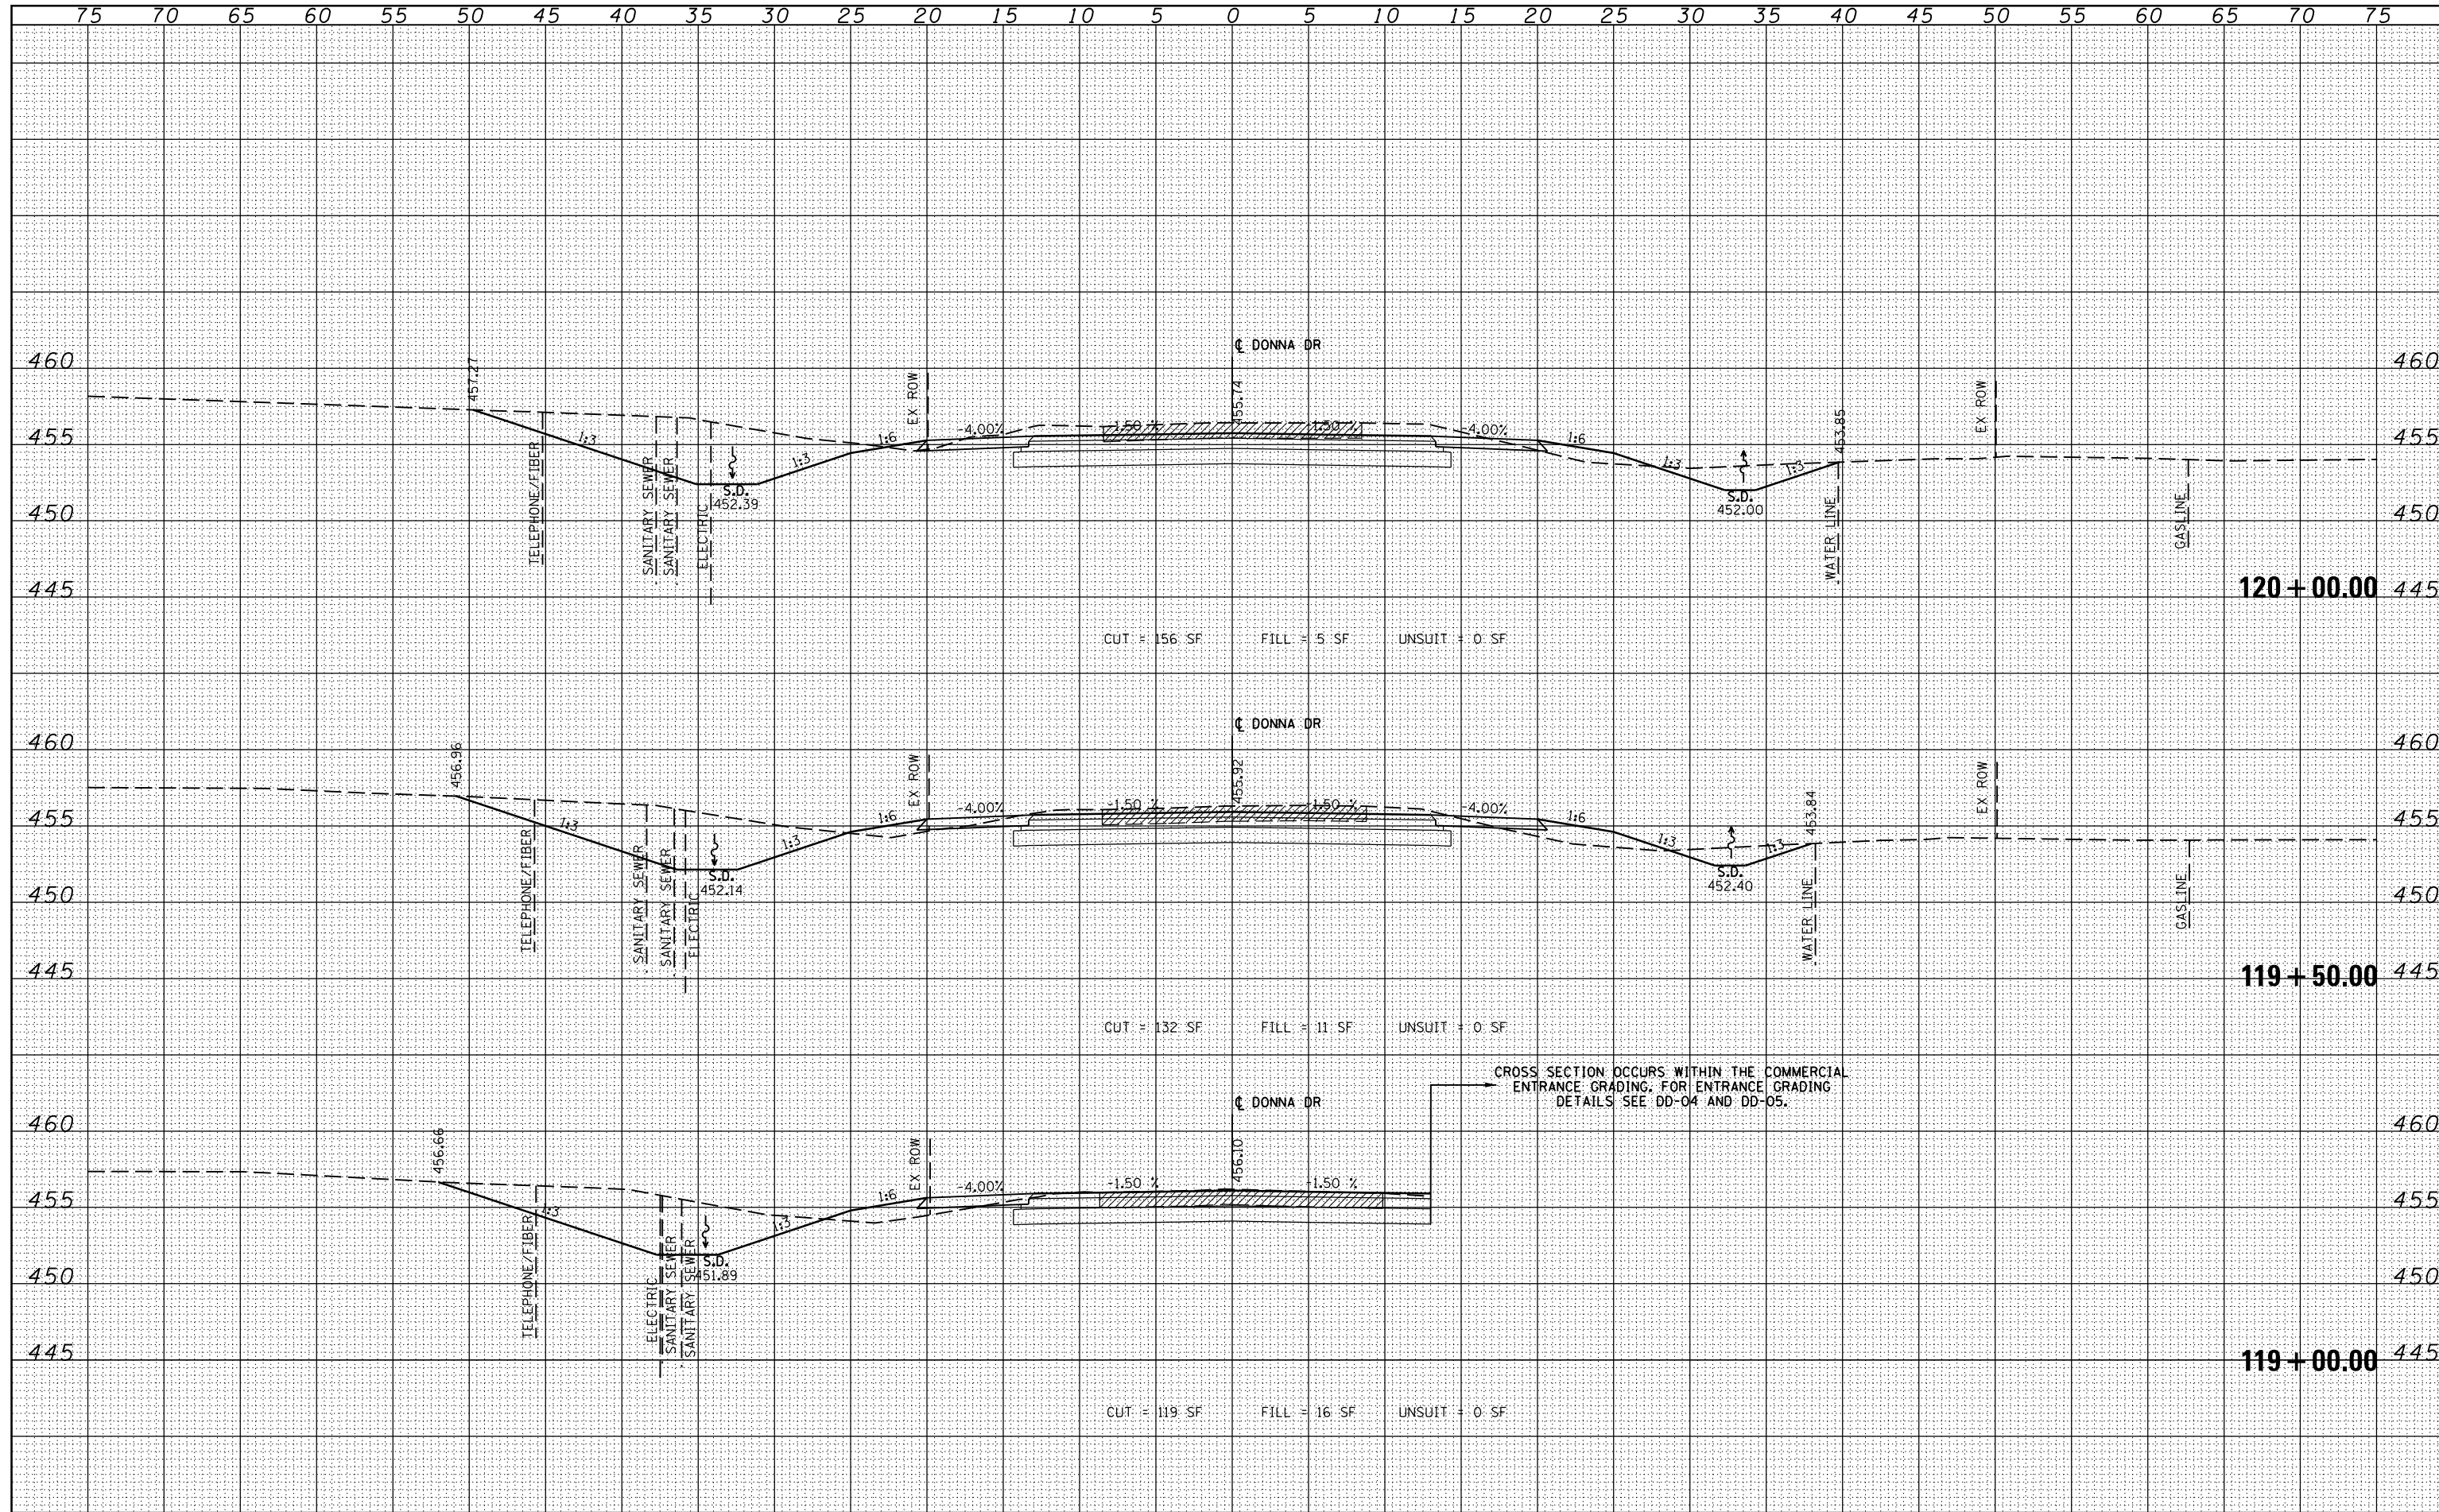 75 70 65 60 55 50 45 40 35 30 25 20 15 10 5 0 5 10 15 20 25 30 35 40 45 50 55 60 65 70 75
℄ DONNA DR
460 460
457.27
EX ROW
455.74
453.85
EX ROW
455 455
1:3
1:3
1:6
-4.00%
-1.50 %
-1.50 %
-4.00%
1:6
1:3
1:3
TELEPHONE/FIBER
SANITARY SEWER
SANITARY SEWER
ELECTRIC
S.D.
452.39
S.D.
452.00
WATER LINE
GASLINE
450 450
445 120+00.00 445
CUT = 156 SF FILL = 5 SF UNSUIT = 0 SF
℄ DONNA DR
460 460
456.96
EX ROW
455.92
453.84
EX ROW
455 455
1:3
1:3
1:6
-4.00%
-1.50 %
-1.50 %
-4.00%
1:6
1:3
1:3
TELEPHONE/FIBER
SANITARY SEWER
SANITARY SEWER
ELECTRIC
S.D.
452.14
S.D.
452.40
WATER LINE
GASLINE
450 450
445 119+50.00 445
CUT = 132 SF FILL = 11 SF UNSUIT = 0 SF
CROSS SECTION OCCURS WITHIN THE COMMERCIAL
ENTRANCE GRADING. FOR ENTRANCE GRADING
DETAILS SEE DD-04 AND DD-05.
℄ DONNA DR
460 460
456.66
EX ROW
456.10
455 455
1:3
1:3
1:6
-4.00%
-1.50 %
-1.50 %
TELEPHONE/FIBER
ELECTRIC
SANITARY SEWER
SANITARY SEWER
S.D.
451.89
450 450
445 119+00.00 445
CUT = 119 SF FILL = 16 SF UNSUIT = 0 SF